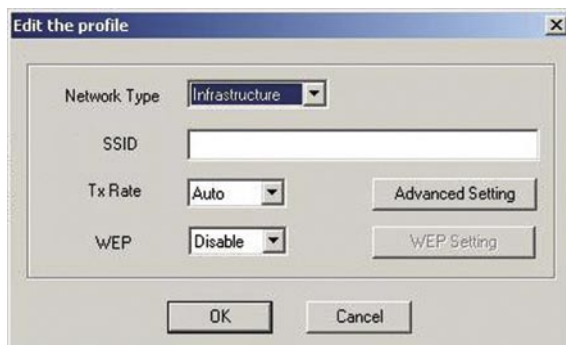 Edit the profile
Network Type Infrastructure
SSID
Tx Rate Auto Advanced Setting
WEP Disable WEP Setting
OK Cancel